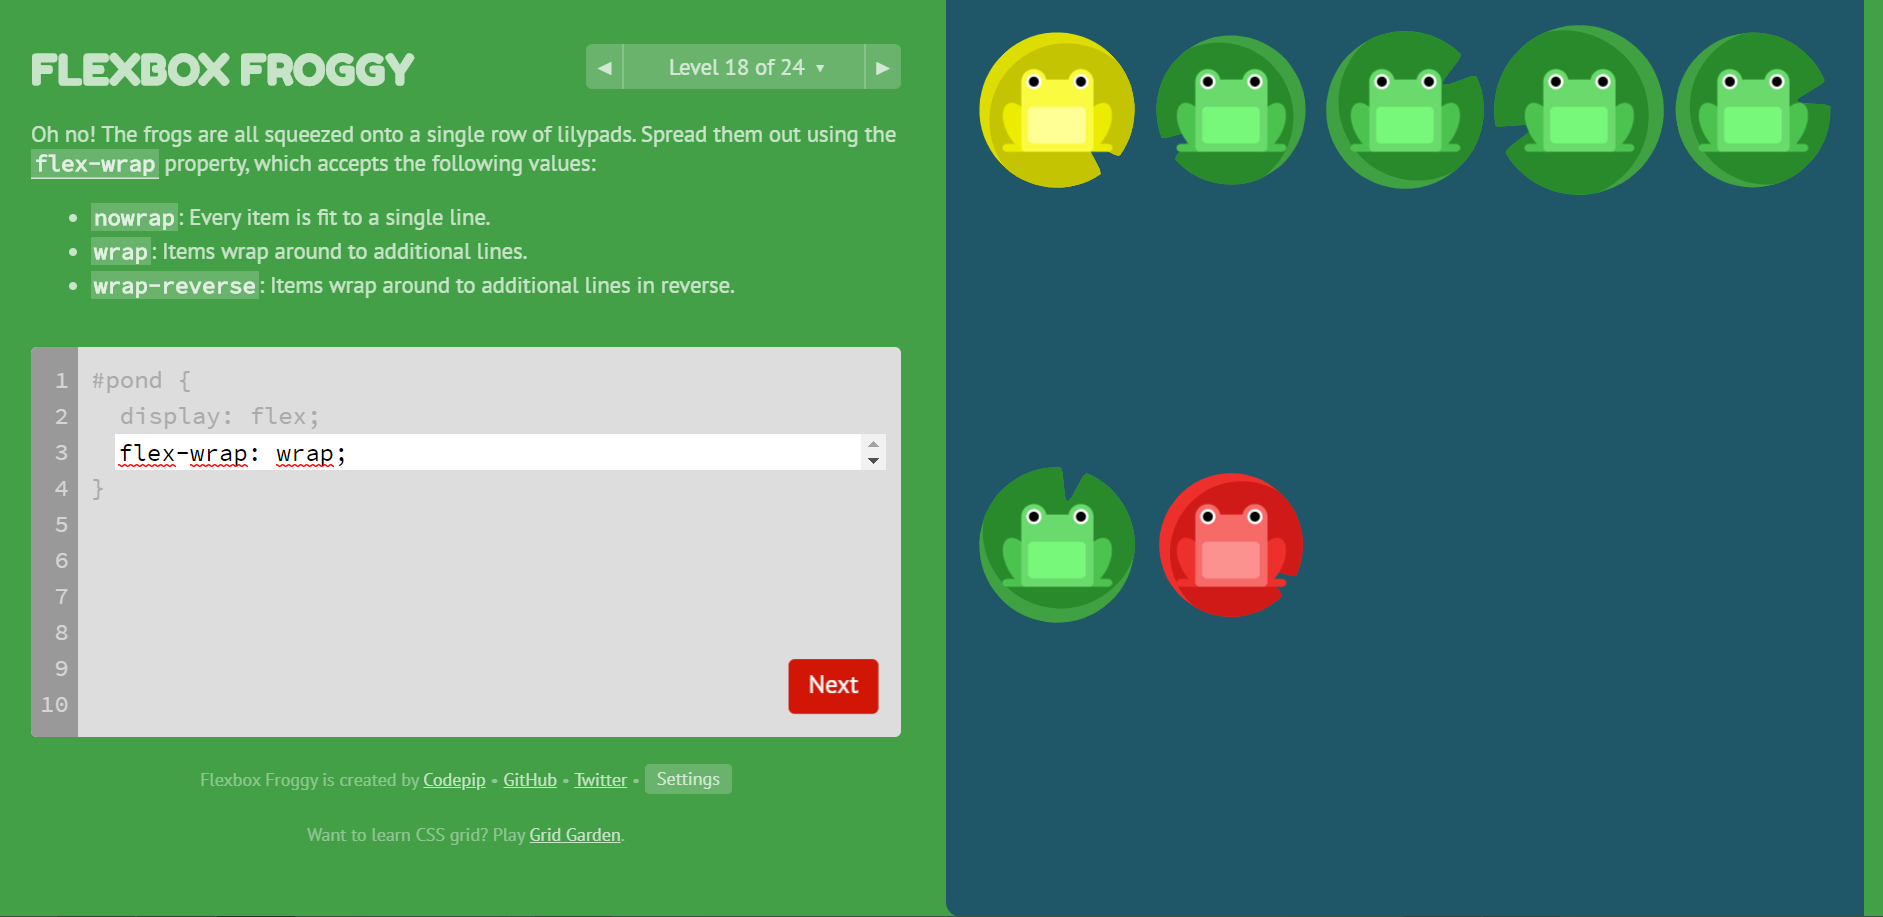 FLEXBOX FROGGY
◀ Level 18 of 24 ▼ ▶
Oh no! The frogs are all squeezed onto a single row of lilypads. Spread them out using the
flex-wrap property, which accepts the following values:
• nowrap: Every item is fit to a single line.
• wrap: Items wrap around to additional lines.
• wrap-reverse: Items wrap around to additional lines in reverse.
1 #pond {
2 display: flex;
3 flex-wrap: wrap;
4 }
5
6
7
8
9
10
Next
Flexbox Froggy is created by Codepip • GitHub • Twitter • Settings
Want to learn CSS grid? Play Grid Garden.